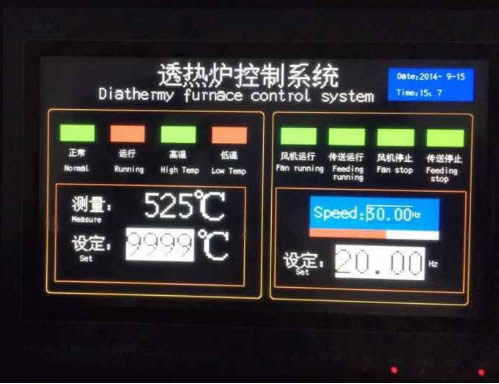 透热炉控制系统
Diathermy furnace control system
Date:2014- 9-15
Time:15: 7
正常 运行 高温 低温
Normal Running High Temp Low Temp
测量: 525℃
Measure
设定: 9999℃
Set
风机运行 传送运行 风机停止 传送停止
Fan running Feeding running Fan stop Feeding stop
Speed:30.00Hz
设定: 20.00 Hz
Set